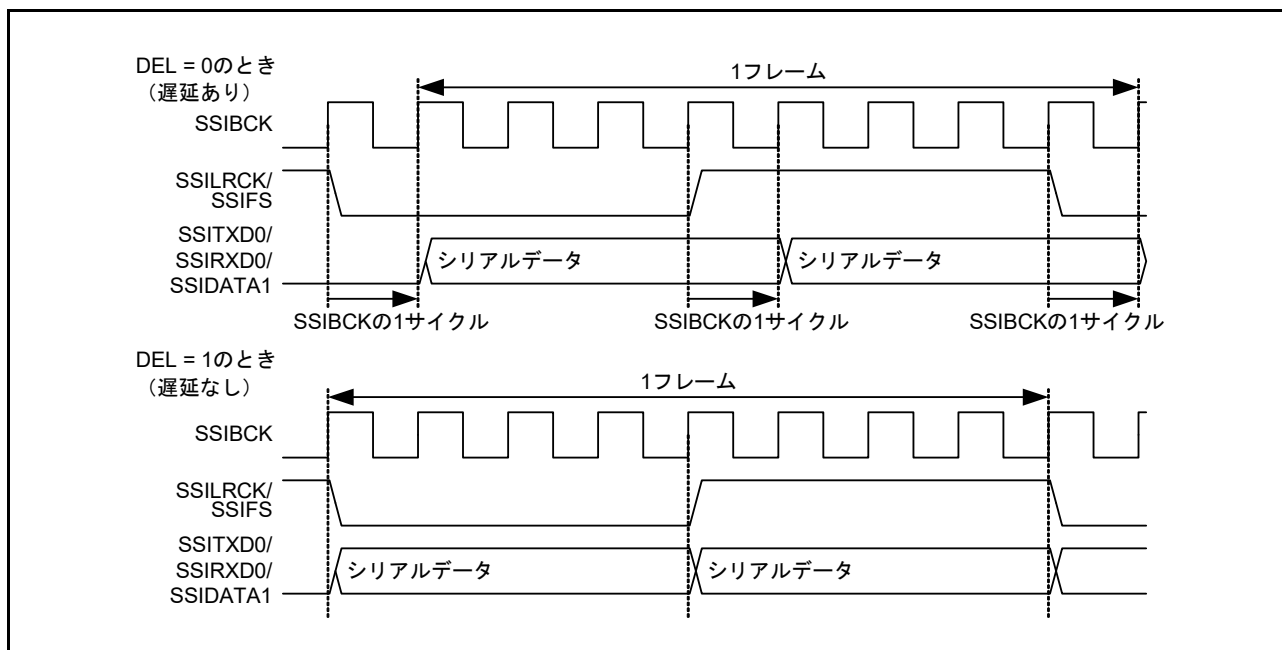 DEL = 0のとき
（遅延あり）
1フレーム
SSIBCK
SSILRCK/
SSIFS
SSITXD0/
SSIRXD0/
SSIDATA1
シリアルデータ
シリアルデータ
SSIBCKの1サイクル
SSIBCKの1サイクル
SSIBCKの1サイクル
DEL = 1のとき
（遅延なし）
1フレーム
SSIBCK
SSILRCK/
SSIFS
SSITXD0/
SSIRXD0/
SSIDATA1
シリアルデータ
シリアルデータ